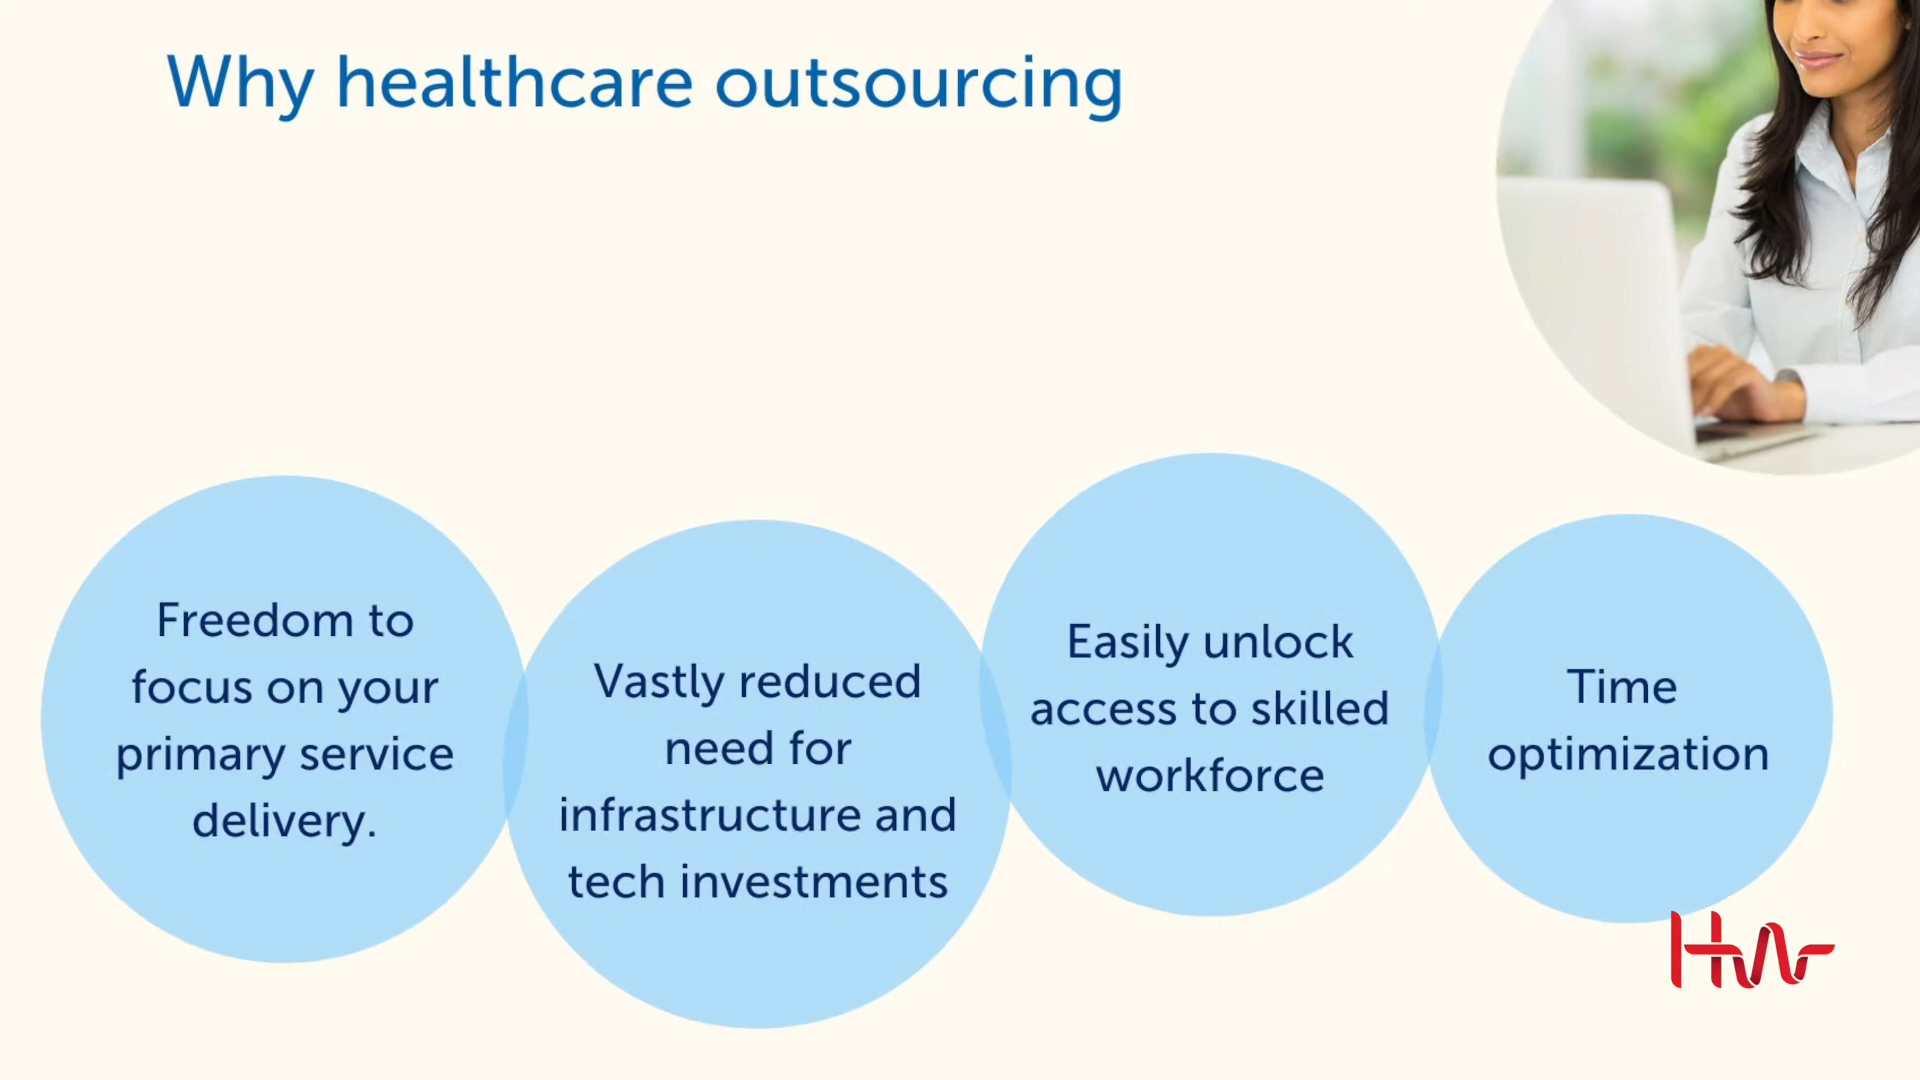 Why healthcare outsourcing
Freedom to
focus on your
primary service
delivery.
Vastly reduced
need for
infrastructure and
tech investments
Easily unlock
access to skilled
workforce
Time
optimization
HW